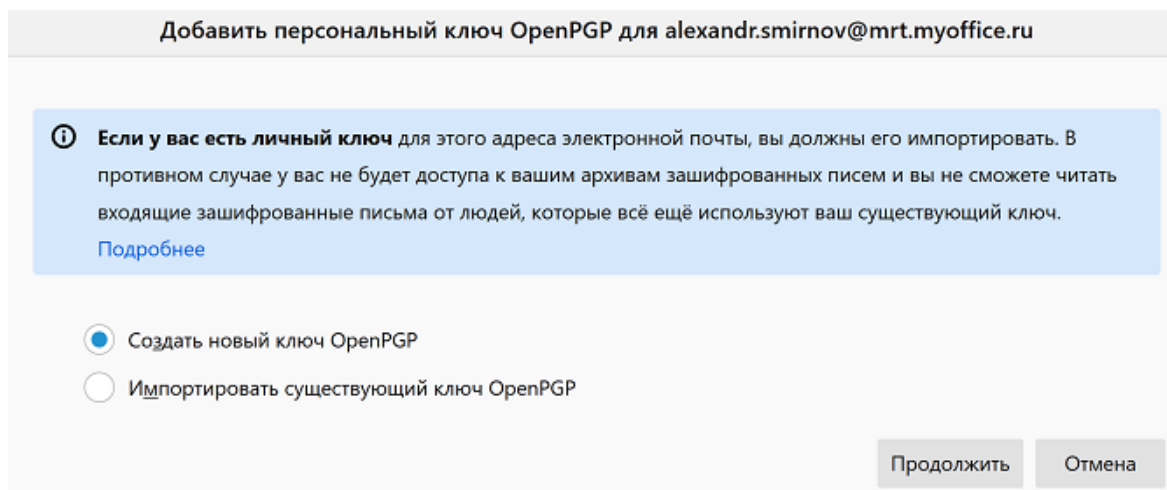 Добавить персональный ключ OpenPGP для alexandr.smirnov@mrt.myoffice.ru
Если у вас есть личный ключ для этого адреса электронной почты, вы должны его импортировать. В
противном случае у вас не будет доступа к вашим архивам зашифрованных писем и вы не сможете читать
входящие зашифрованные письма от людей, которые всё ещё используют ваш существующий ключ.
Подробнее
Создать новый ключ OpenPGP
Импортировать существующий ключ OpenPGP
Продолжить Отмена